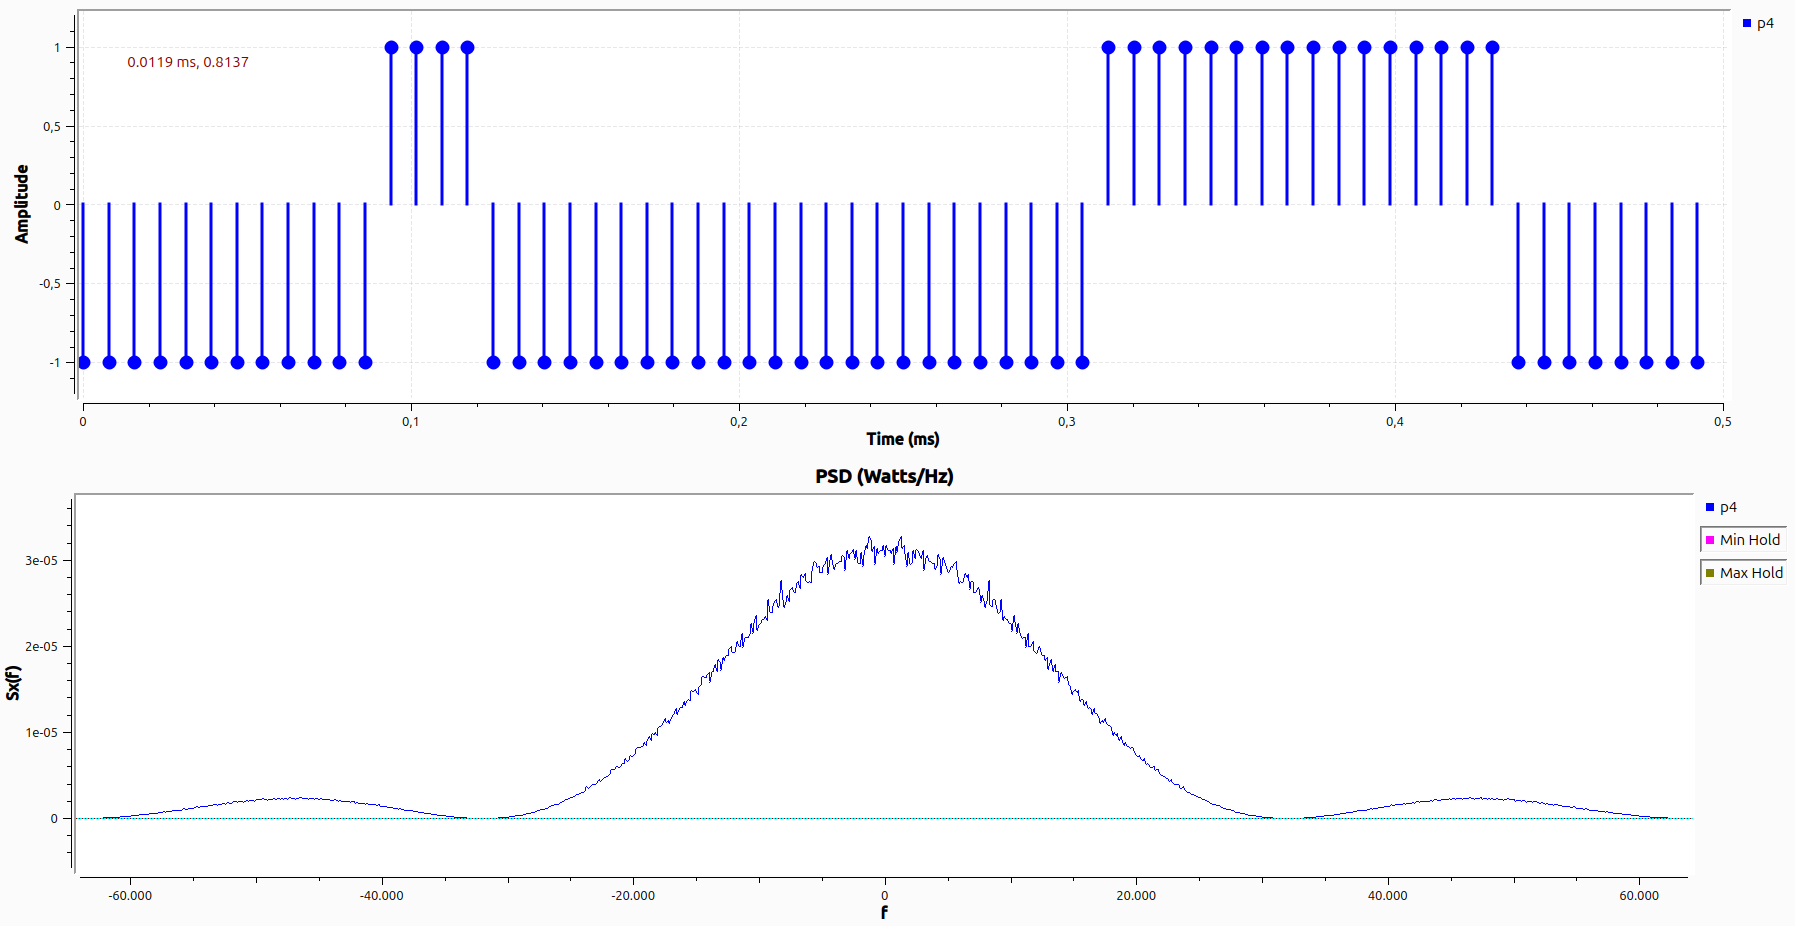 p4
1
0.0119 ms, 0.8137
0,5
0
-0,5
-1
Amplitude
0 0,1 0,2 0,3 0,4 0,5
Time (ms)
PSD (Watts/Hz)
p4
Min Hold
Max Hold
3e-05
2e-05
1e-05
0
Sx(f)
-60.000 -40.000 -20.000 0 20.000 40.000 60.000
f